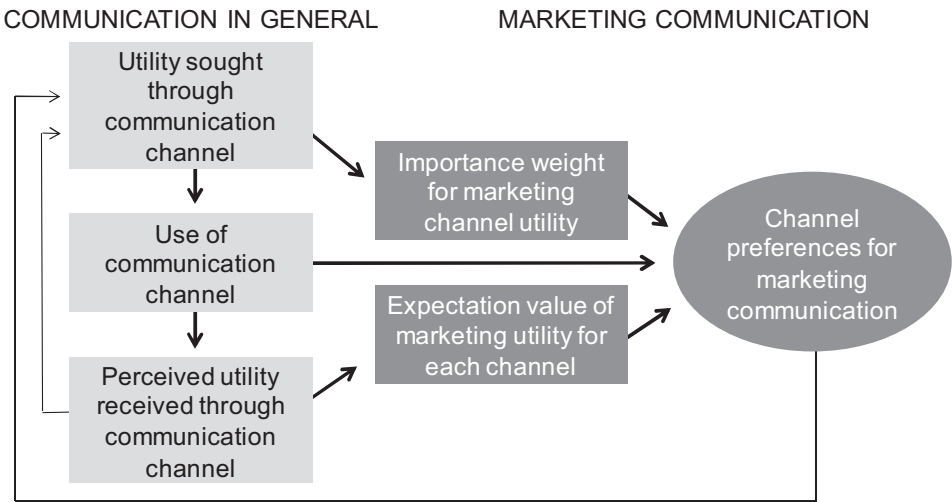 COMMUNICATION IN GENERAL
MARKETING COMMUNICATION
Utility sought
through
communication
channel
Importance weight
for marketing
channel utility
Use of
communication
channel
Channel
preferences for
marketing
communication
Expectation value of
marketing utility for
each channel
Perceived utility
received through
communication
channel